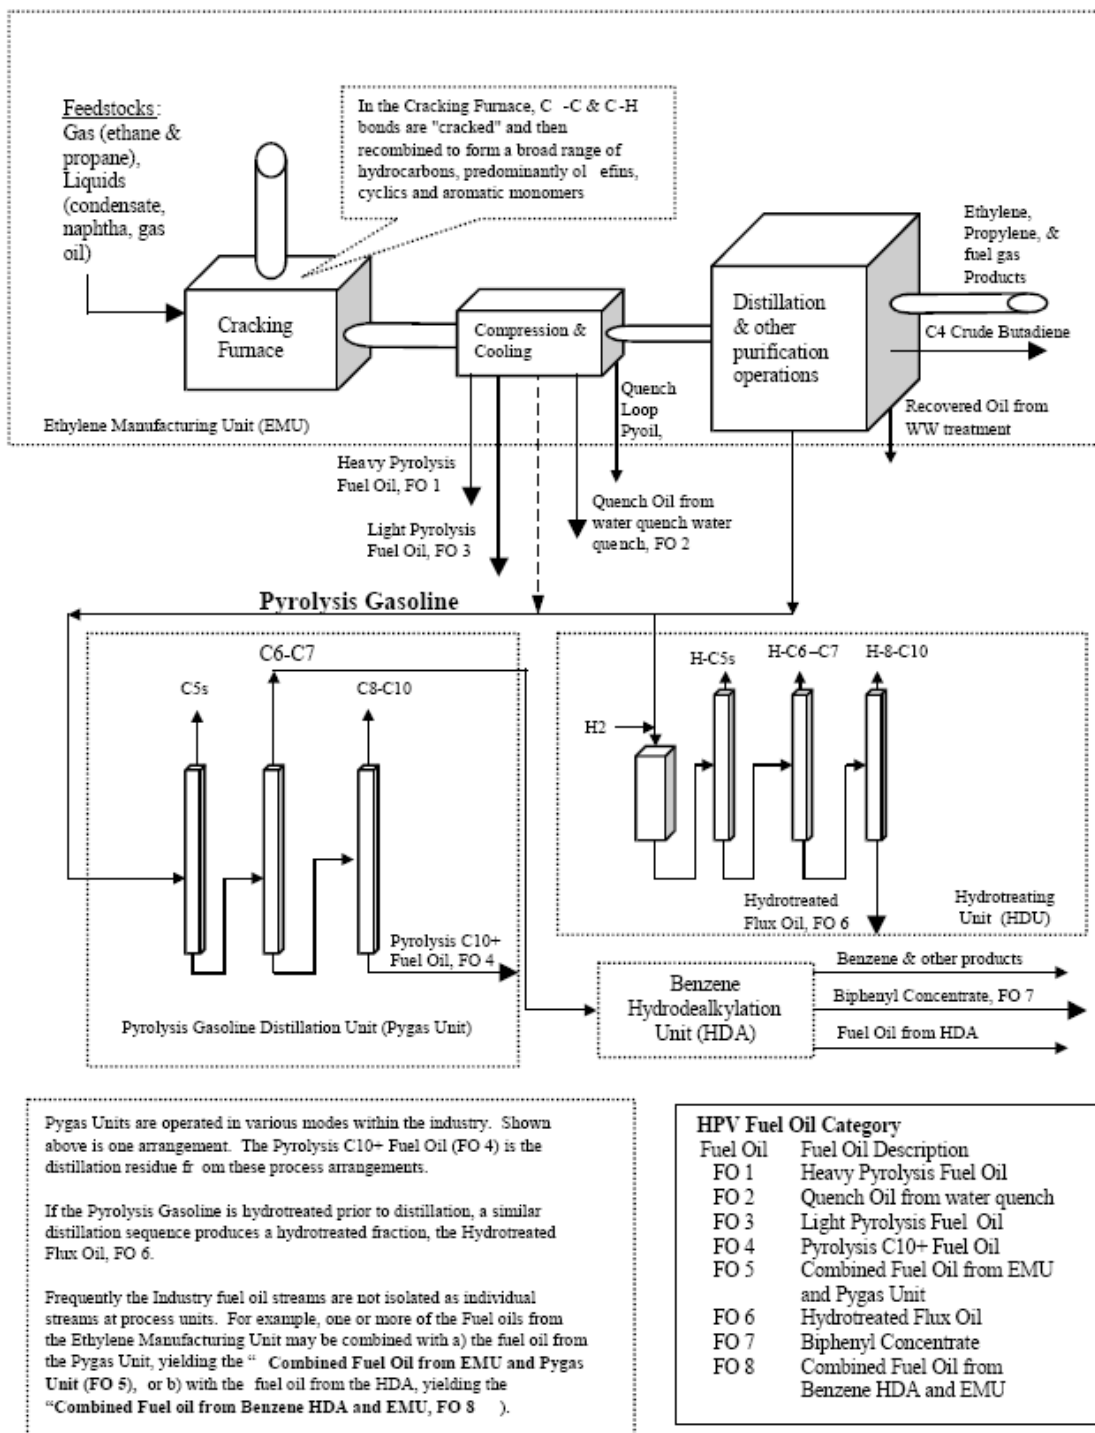 Feedstocks:
Gas (ethane &
propane),
Liquids
(condensate,
naphtha, gas
oil)
In the Cracking Furnace, C -C & C-H
bonds are "cracked" and then
recombined to form a broad range of
hydrocarbons, predominantly ol efins,
cyclics and aromatic monomers
Cracking
Furnace
Compression &
Cooling
Distillation
& other
purification
operations
Ethylene,
Propylene, &
fuel gas
Products
C4 Crude Butadiene
Recovered Oil from
WW treatment
Ethylene Manufacturing Unit (EMU)
Quench
Loop
Pyoil,
Heavy Pyrolysis
Fuel Oil, FO 1
Light Pyrolysis
Fuel Oil, FO 3
Quench Oil from
water quench water
quench, FO 2
Pyrolysis Gasoline
C5s
C6-C7
C8-C10
Pyrolysis C10+
Fuel Oil, FO 4
Pyrolysis Gasoline Distillation Unit (Pygas Unit)
H2
H-C5s
H-C6–C7
H-8-C10
Hydrotreated
Flux Oil, FO 6
Hydrotreating
Unit (HDU)
Benzene
Hydrodealkylation
Unit (HDA)
Benzene & other products
Biphenyl Concentrate, FO 7
Fuel Oil from HDA
Pygas Units are operated in various modes within the industry. Shown
above is one arrangement. The Pyrolysis C10+ Fuel Oil (FO 4) is the
distillation residue fr om these process arrangements.
If the Pyrolysis Gasoline is hydrotreated prior to distillation, a similar
distillation sequence produces a hydrotreated fraction, the Hydrotreated
Flux Oil, FO 6.
Frequently the Industry fuel oil streams are not isolated as individual
streams at process units. For example, one or more of the Fuel oils from
the Ethylene Manufacturing Unit may be combined with a) the fuel oil from
the Pygas Unit, yielding the “ Combined Fuel Oil from EMU and Pygas
Unit (FO 5), or b) with the fuel oil from the HDA, yielding the
“Combined Fuel oil from Benzene HDA and EMU, FO 8 ).
HPV Fuel Oil Category
Fuel Oil Fuel Oil Description
FO 1 Heavy Pyrolysis Fuel Oil
FO 2 Quench Oil from water quench
FO 3 Light Pyrolysis Fuel Oil
FO 4 Pyrolysis C10+ Fuel Oil
FO 5 Combined Fuel Oil from EMU
and Pygas Unit
FO 6 Hydrotreated Flux Oil
FO 7 Biphenyl Concentrate
FO 8 Combined Fuel Oil from
Benzene HDA and EMU